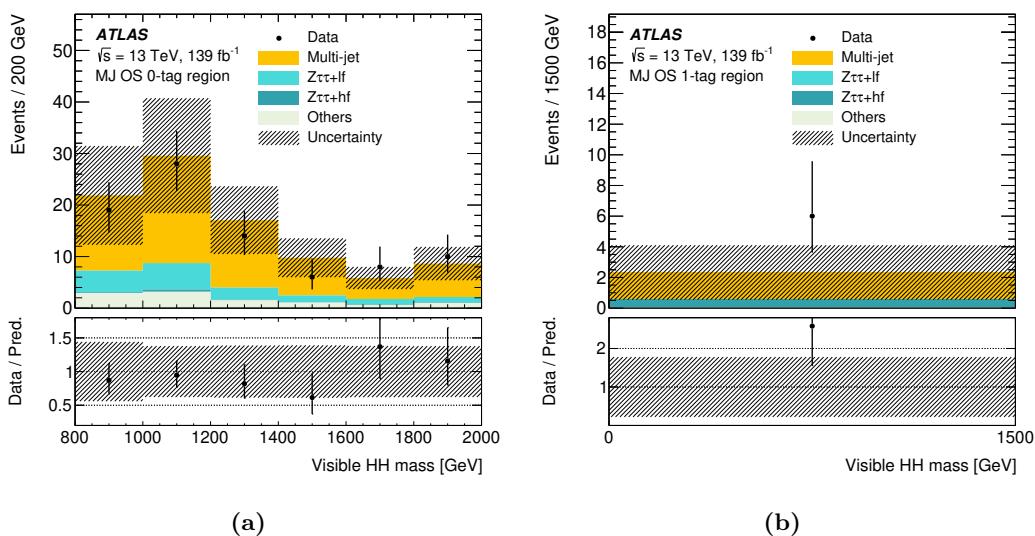 ATLAS
√s = 13 TeV, 139 fb⁻¹
MJ OS 0-tag region
Data
Multi-jet
Zττ+lf
Zττ+hf
Others
Uncertainty
Events / 200 GeV
50
40
30
20
10
0
Data / Pred.
1.5
1
0.5
800 1000 1200 1400 1600 1800 2000
Visible HH mass [GeV]
(a)
ATLAS
√s = 13 TeV, 139 fb⁻¹
MJ OS 1-tag region
Data
Multi-jet
Zττ+lf
Zττ+hf
Others
Uncertainty
Events / 1500 GeV
18
16
14
12
10
8
6
4
2
0
Data / Pred.
2
1
0 1500
Visible HH mass [GeV]
(b)